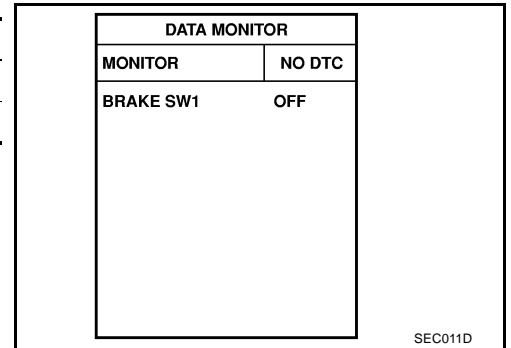 DATA MONITOR
MONITOR NO DTC
BRAKE SW1 OFF
SEC011D